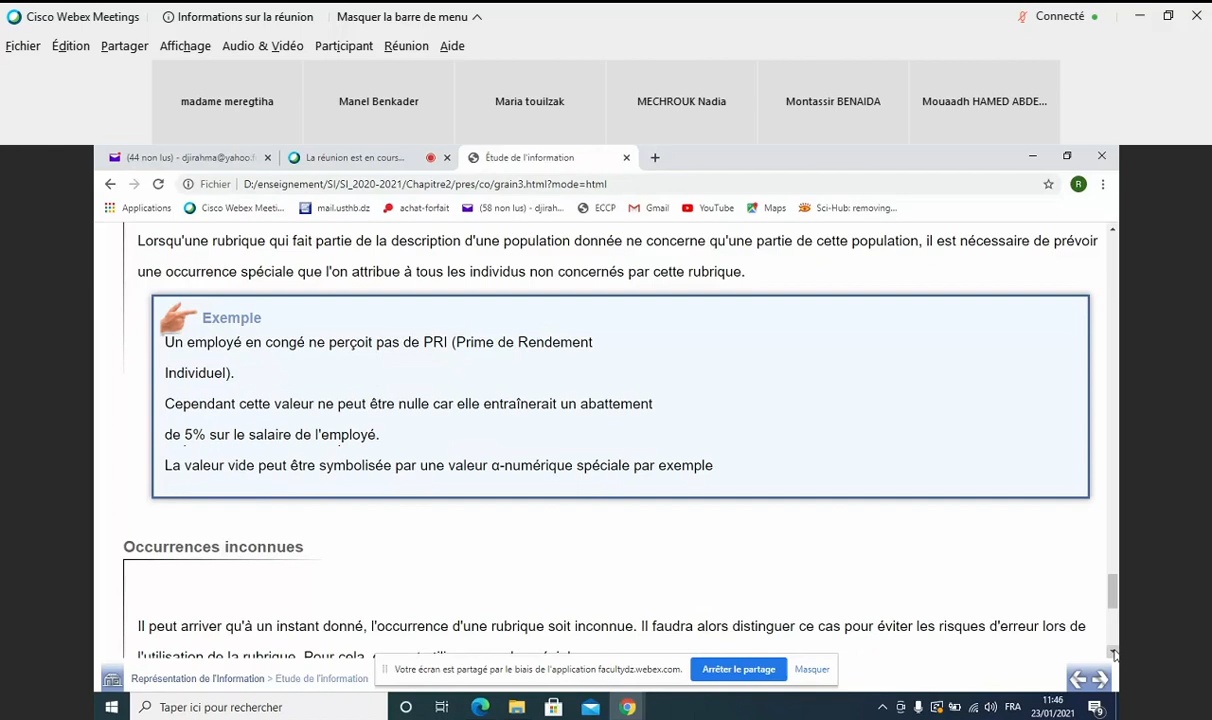 Cisco Webex Meetings Informations sur la réunion Masquer la barre de menu Connecté
Fichier Édition Partager Affichage Audio & Vidéo Participant Réunion Aide
madame meregtiha Manel Benkader Maria touilzak MECHROUK Nadia Montassir BENAIDA Mouaadh HAMED ABDE...
(44 non lus) - djirahma@yahoo.f La réunion est en cours... Étude de l'information
Fichier D:/enseignement/SI/SI_2020-2021/Chapitre2/pres/co/grain3.html?mode=html R
Applications Cisco Webex Meeti... mail.usthb.dz achat-forfait (58 non lus) - djirah... ECCP Gmail YouTube Maps Sci-Hub: removing...
Lorsqu'une rubrique qui fait partie de la description d'une population donnée ne concerne qu'une partie de cette population, il est nécessaire de prévoir
une occurrence spéciale que l'on attribue à tous les individus non concernés par cette rubrique.
Exemple
Un employé en congé ne perçoit pas de PRI (Prime de Rendement
Individuel).
Cependant cette valeur ne peut être nulle car elle entraînerait un abattement
de 5% sur le salaire de l'employé.
La valeur vide peut être symbolisée par une valeur α-numérique spéciale par exemple
Occurrences inconnues
Il peut arriver qu'à un instant donné, l'occurrence d'une rubrique soit inconnue. Il faudra alors distinguer ce cas pour éviter les risques d'erreur lors de
l'utilisation de la rubrique. Pour cela,
Votre écran est partagé par le biais de l'application facultydz.webex.com. Arrêter le partage Masquer
Représentation de l'Information > Etude de l'information
Taper ici pour rechercher FRA 11:46
23/01/2021